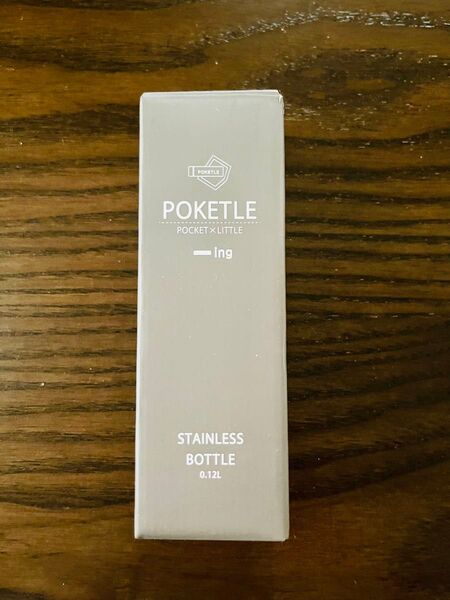 POKETLE
POKETLE
POCKET×LITTLE
ing
STAINLESS
BOTTLE
0.12L